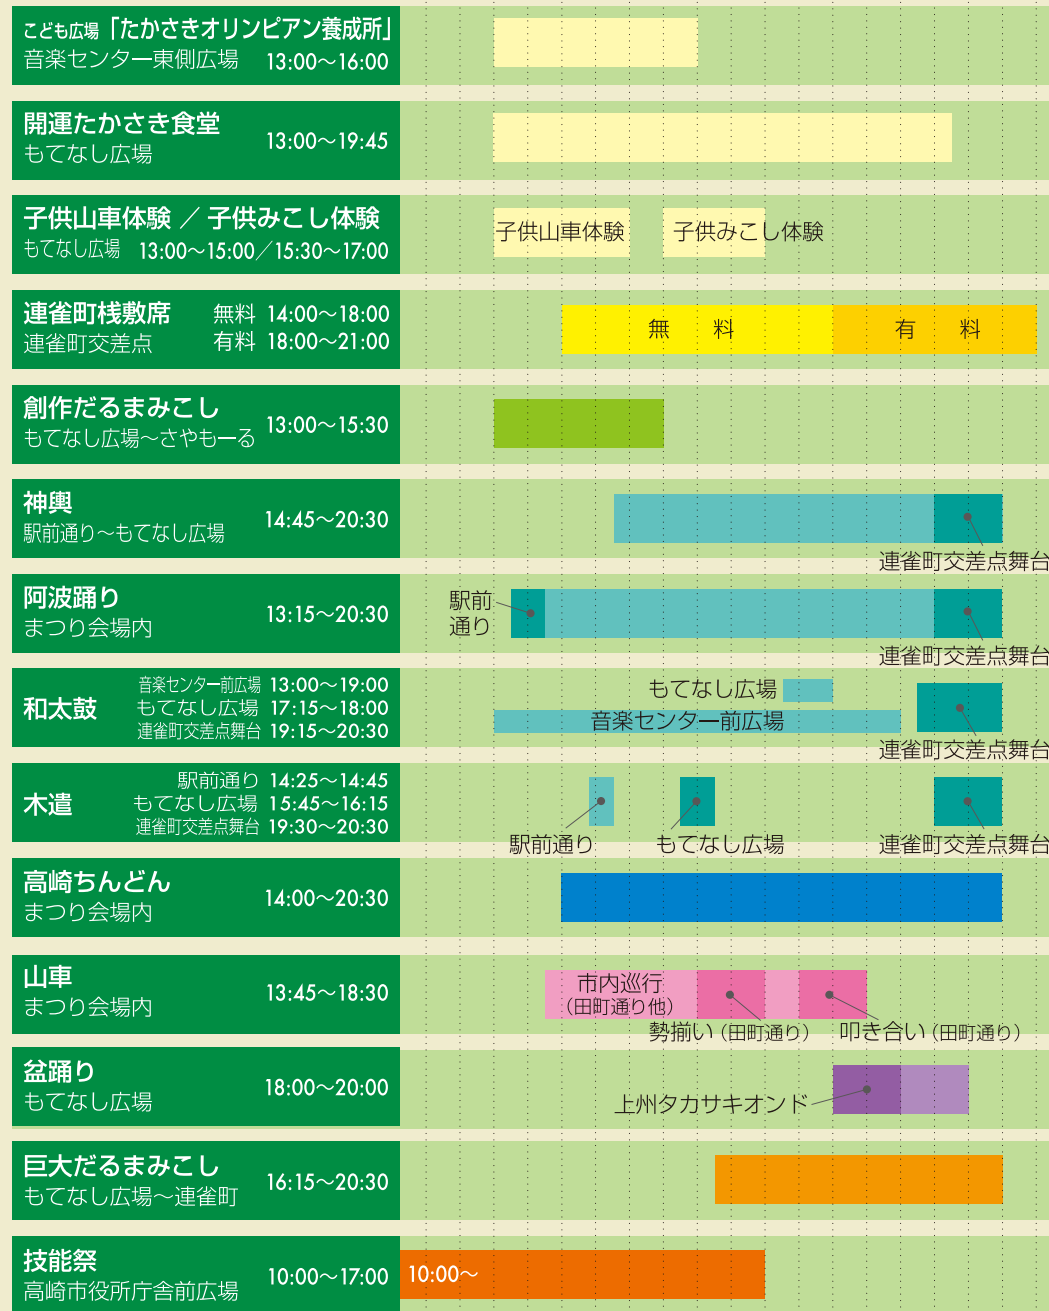 こども広場「たかさきオリンピアン養成所」
音楽センター東側広場 13:00〜16:00
開運たかさき食堂
もてなし広場 13:00〜19:45
子供山車体験 ／ 子供みこし体験
もてなし広場 13:00〜15:00／15:30〜17:00
子供山車体験 子供みこし体験
連雀町桟敷席 無料 14:00〜18:00
連雀町交差点 有料 18:00〜21:00
無 料 有 料
創作だるまみこし
もてなし広場〜さやもーる 13:00〜15:30
神輿
駅前通り〜もてなし広場 14:45〜20:30
連雀町交差点舞台
阿波踊り
まつり会場内 13:15〜20:30
駅前
通り
連雀町交差点舞台
和太鼓
音楽センター前広場 13:00〜19:00
もてなし広場 17:15〜18:00
連雀町交差点舞台 19:15〜20:30
もてなし広場
音楽センター前広場
連雀町交差点舞台
木遣
駅前通り 14:25〜14:45
もてなし広場 15:45〜16:15
連雀町交差点舞台 19:30〜20:30
駅前通り もてなし広場 連雀町交差点舞台
高崎ちんどん
まつり会場内 14:00〜20:30
山車
まつり会場内 13:45〜18:30
市内巡行
（田町通り他）
勢揃い（田町通り） 叩き合い（田町通り）
盆踊り
もてなし広場 18:00〜20:00
上州タカサキオンド
巨大だるまみこし
もてなし広場〜連雀町 16:15〜20:30
技能祭
高崎市役所庁舎前広場 10:00〜17:00
10:00〜